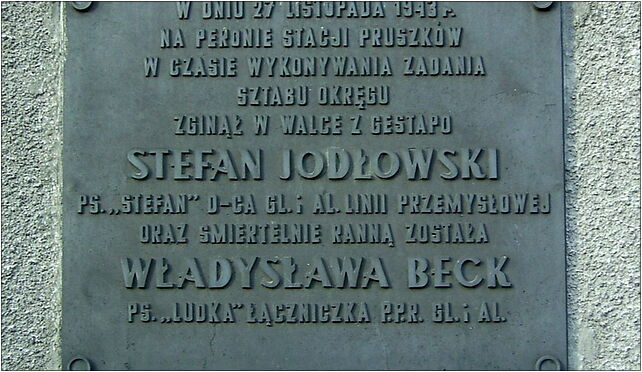 W DNIU 27 LISTOPADA 1943 r.
NA PERONIE STACJI PRUSZKÓW
W CZASIE WYKONYWANIA ZADANIA
SZTABU OKRĘGU
ZGINĄŁ W WALCE Z GESTAPO
STEFAN JODŁOWSKI
PS. „STEFAN” D-CA GL. i AL. LINII PRZEMYSŁOWEJ
ORAZ ŚMIERTELNIE RANNĄ ZOSTAŁA
WŁADYSŁAWA BECK
PS. „LUDKA” ŁĄCZNICZKA P.P.R. GL. i AL.